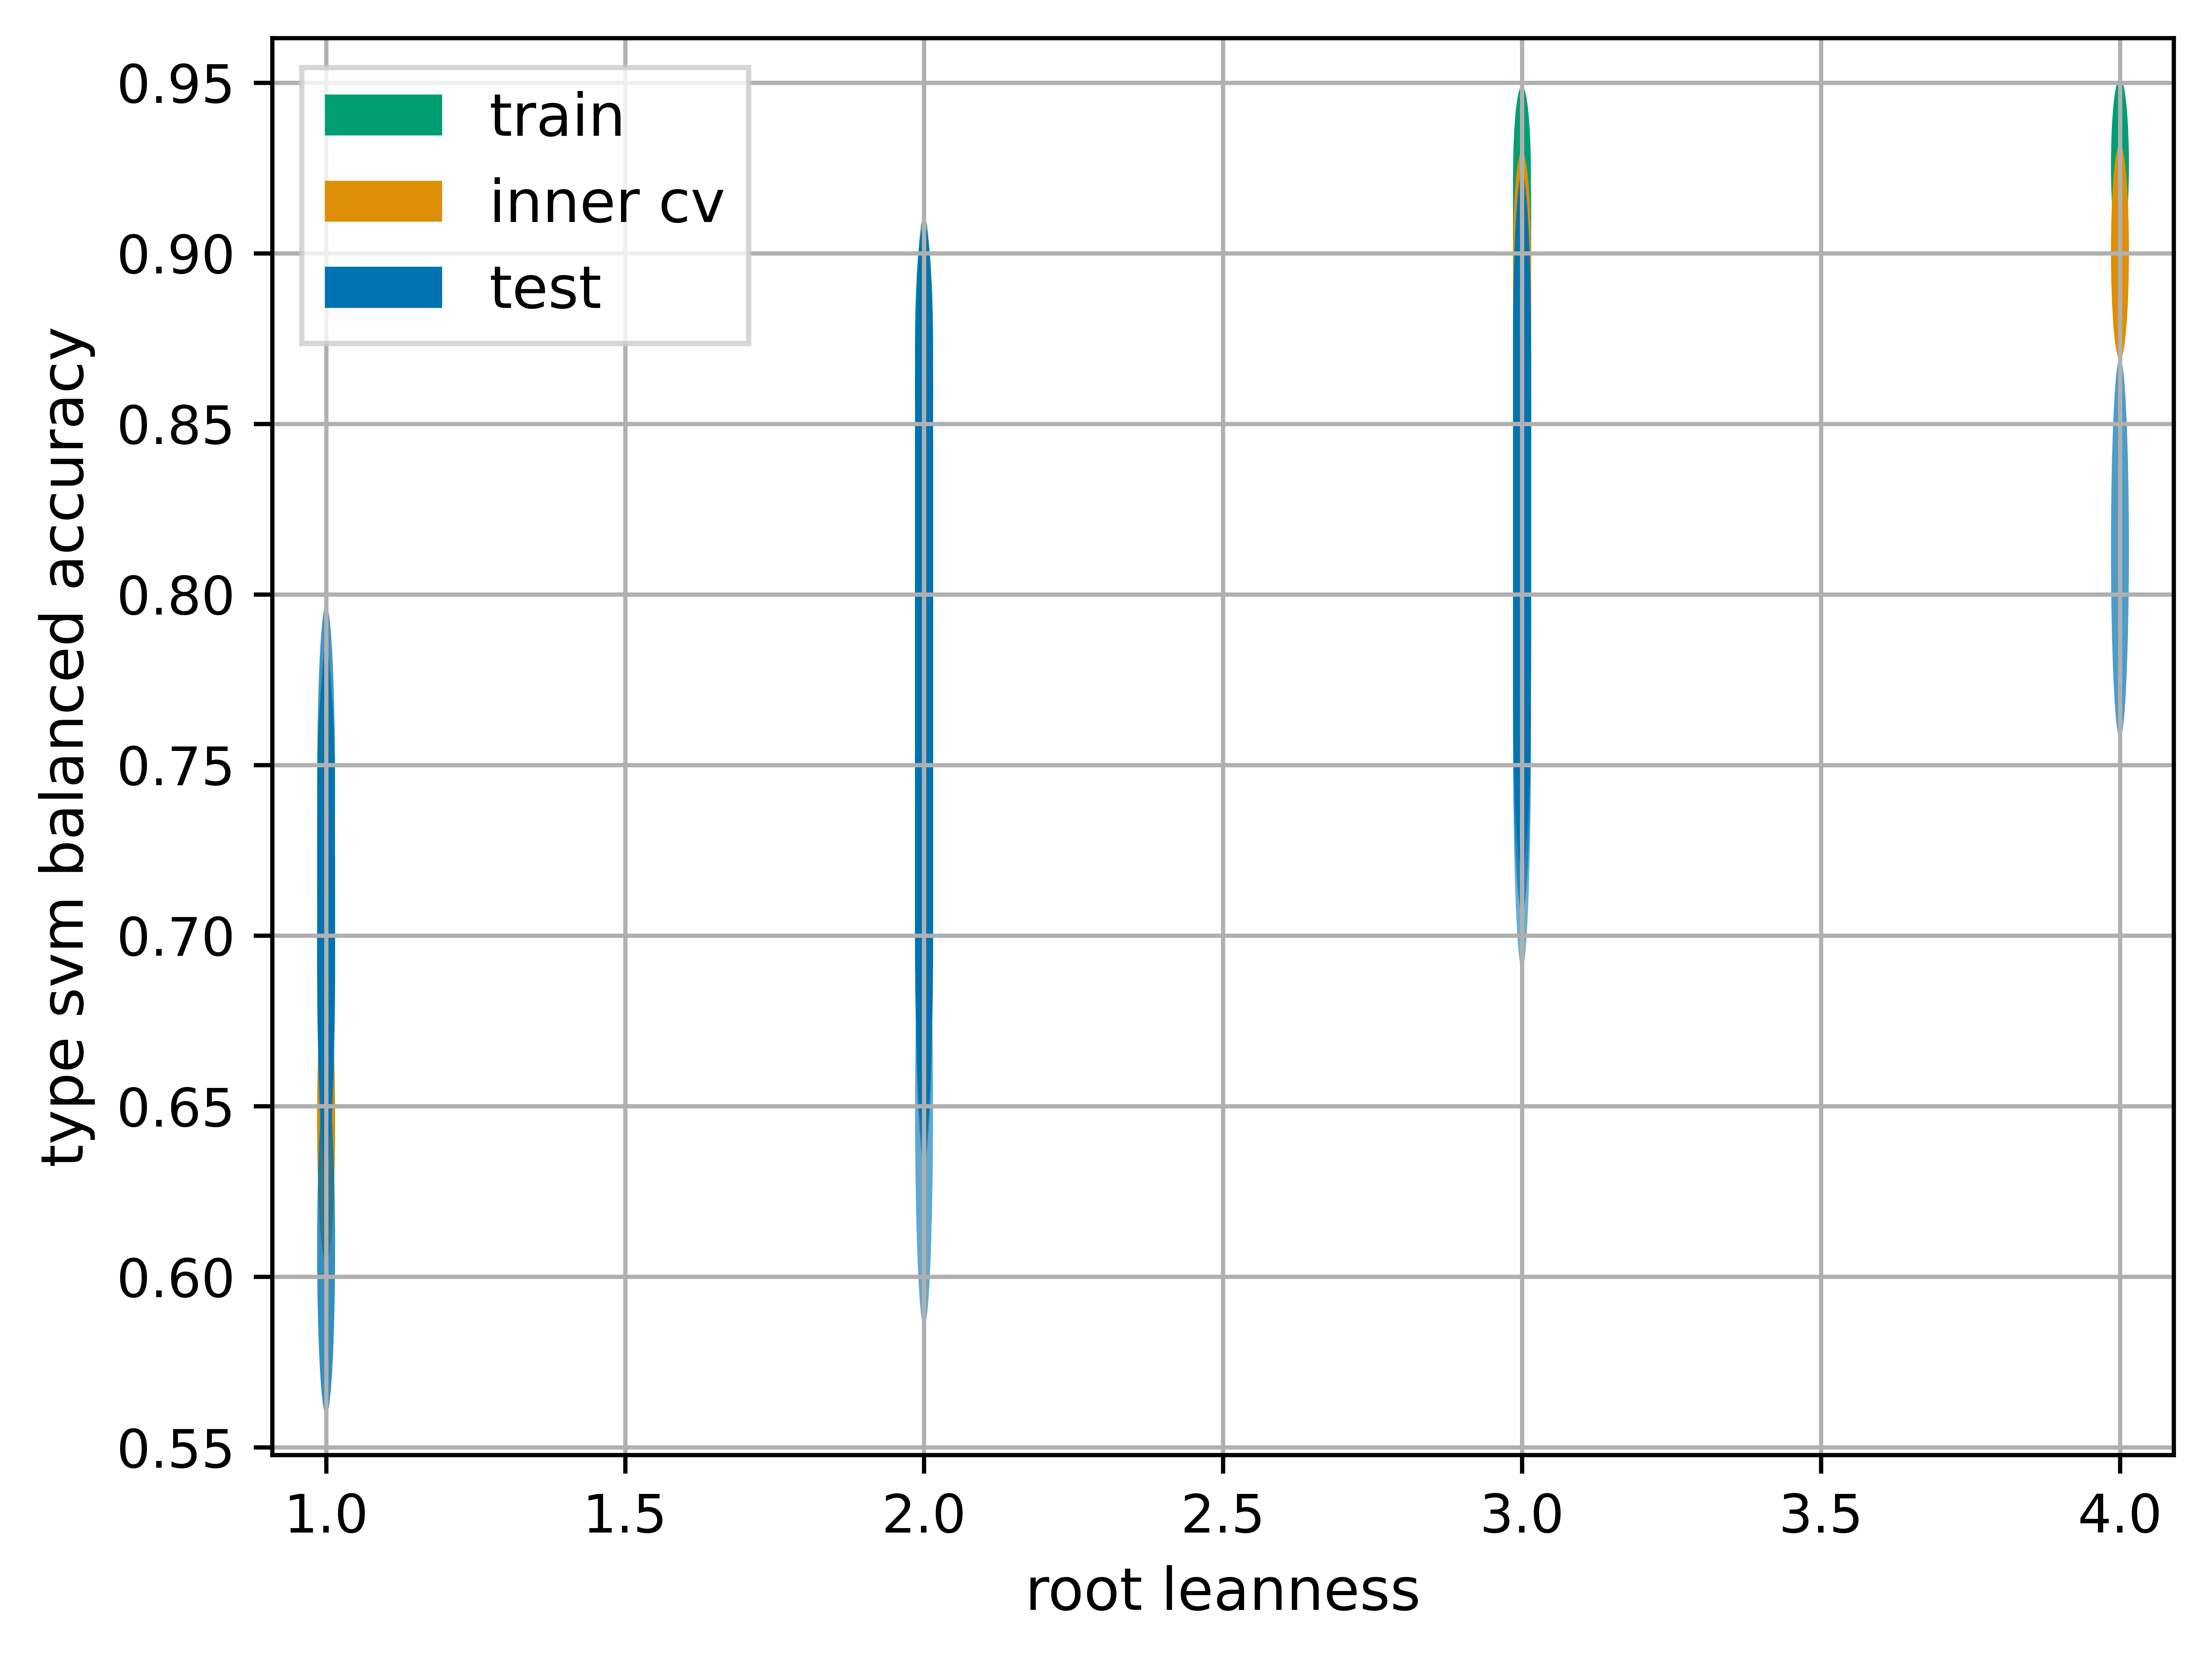 train
inner cv
test
0.95
0.90
0.85
0.80
0.75
0.70
0.65
0.60
0.55
type svm balanced accuracy
1.0 1.5 2.0 2.5 3.0 3.5 4.0
root leanness